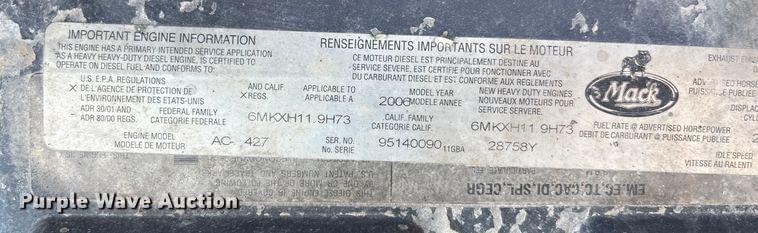 IMPORTANT ENGINE INFORMATION
THIS ENGINE HAS A PRIMARY INTENDED SERVICE APPLICATION
AS A HEAVY HEAVY-DUTY DIESEL ENGINE, IS CERTIFIED TO
OPERATE ON DIESEL FUEL AND CONFORMS TO:
U.S. E.P.A. REGULATIONS
X DE L'AGENCE DE PROTECTION DE
L'ENVIRONNEMENT DES ETATS-UNIS
AND CALIF.
X REGS.
APPLICABLE TO
APPLICABLE A
2006
MODEL YEAR
MODELE ANNEE
ADR 30/01 AND
ADR 80/00 REGS.
FEDERAL FAMILY
CATEGORIE FEDERALE
6MKXH11.9H73
ENGINE MODEL
MODELE DE MOTEUR
AC- 427
SER. NO.
No. SERIE
95140090 11GBA 28758Y
RENSEIGNEMENTS IMPORTANTS SUR LE MOTEUR
CE MOTEUR DIESEL EST PRINCIPALEMENT DESTINE AU
SERVICE SEVERE, EST CERTIFIE POUR FONCTIONNER AVEC
DU CARBURANT DIESEL ET EST CONFORME AUX REGLEMENTS
NEW HEAVY DUTY ENGINES
NOUVEAUX MOTEURS POUR
SERVICE SEVERE.
6MKXH11.9H73
Mack
FUEL RATE @ ADVERTISED HORSEPOWER
DEBIT DE CARBURANT @ PUISSANCE PUBLIEE
EXHAUST EMISS
PUISSANCE PUBLIEE
DISPLAC
IDLE SPEED
VITESSE AU RALENTI
EM,EC,TC,CAC,DI,SPL,CEGR
Purple Wave Auction